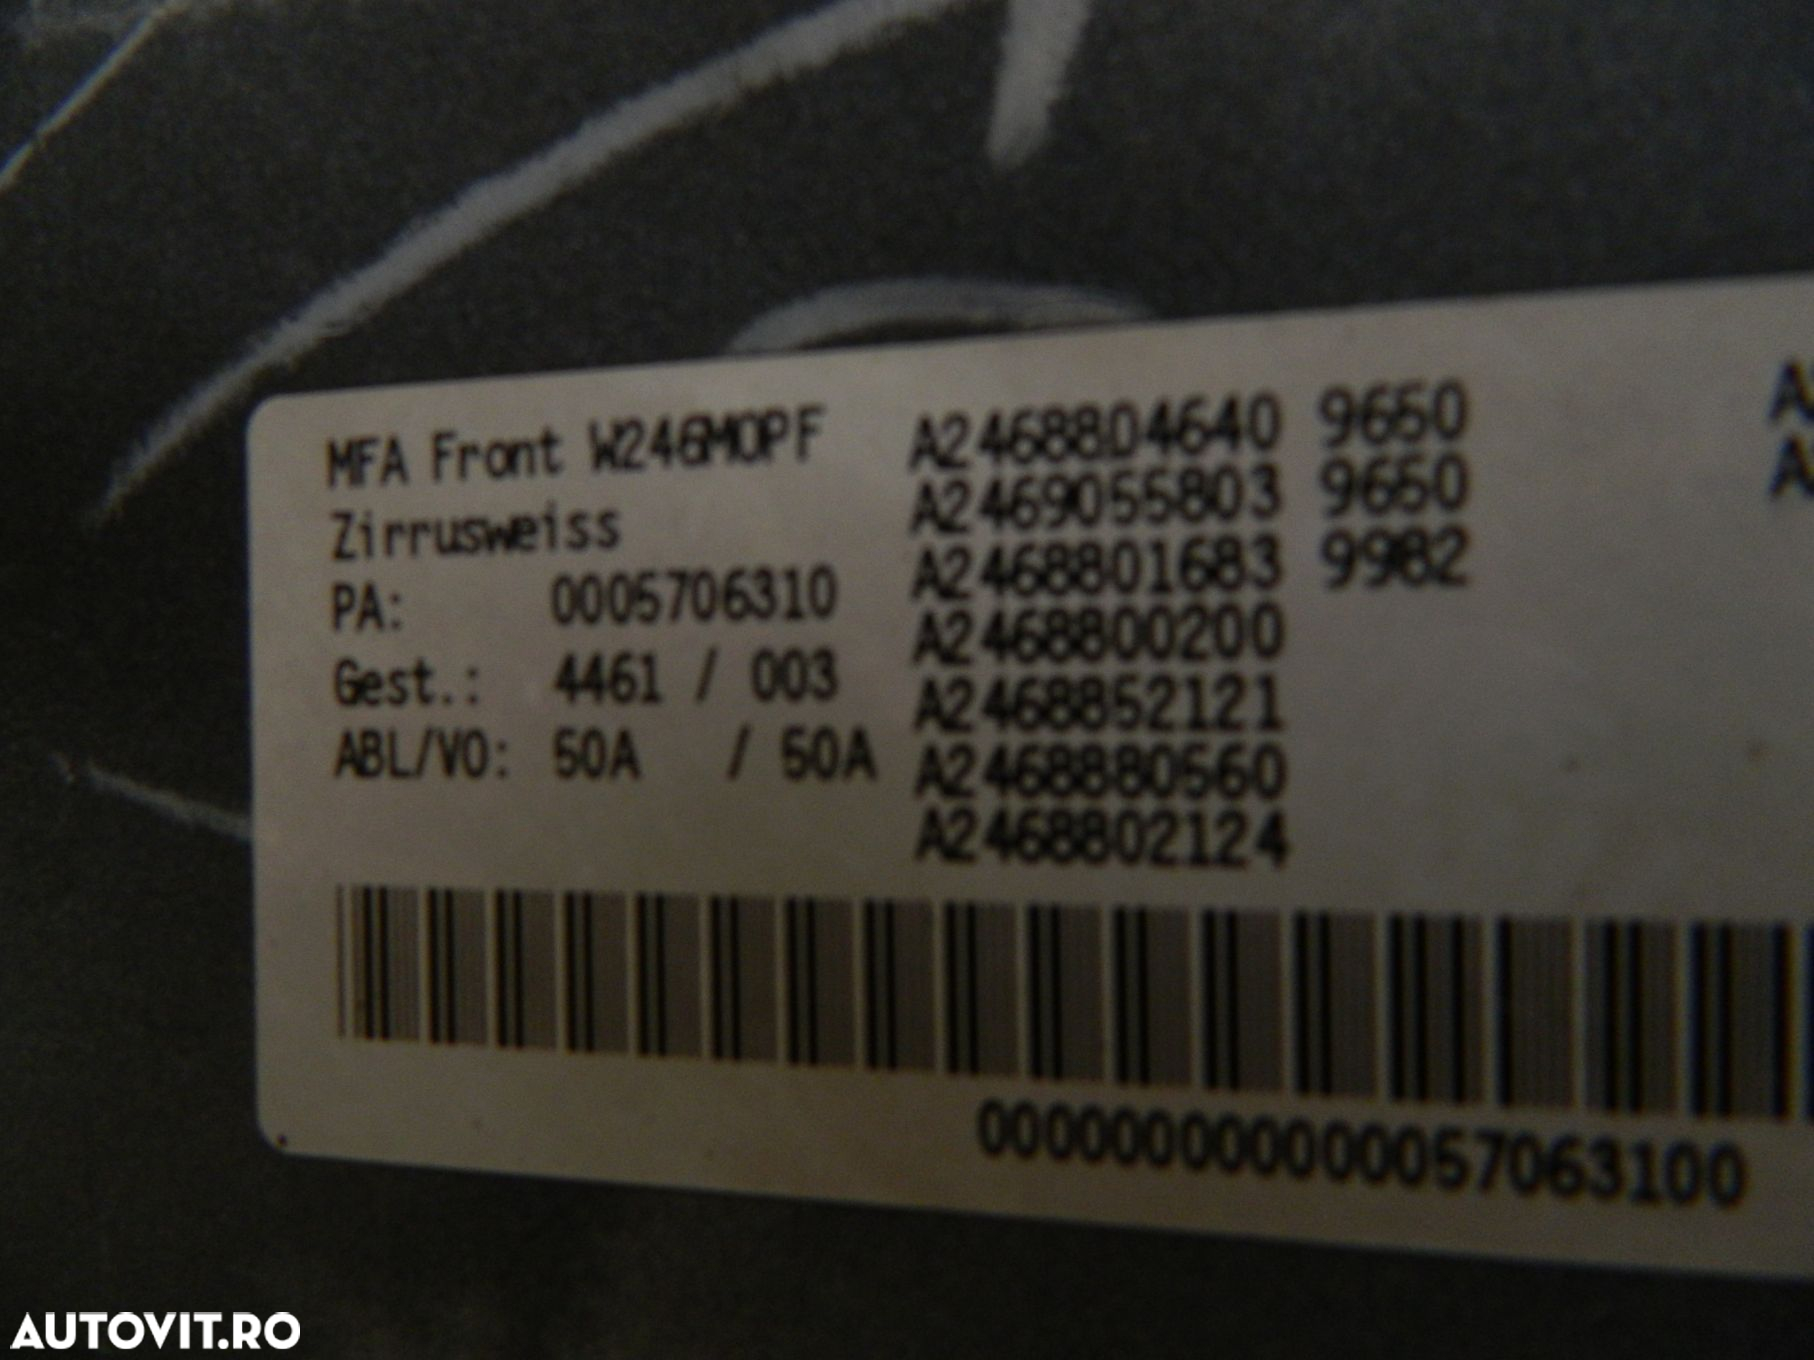 MFA Front W246MOPF
Zirrusweiss
PA: 0005706310
Gest.: 4461 / 003
ABL/VO: 50A / 50A
A2468804640 9650
A2469055803 9650
A2468801683 9982
A2468800200
A2468852121
A2468880560
A2468802124
00000000000057063100
AUTOVIT.RO